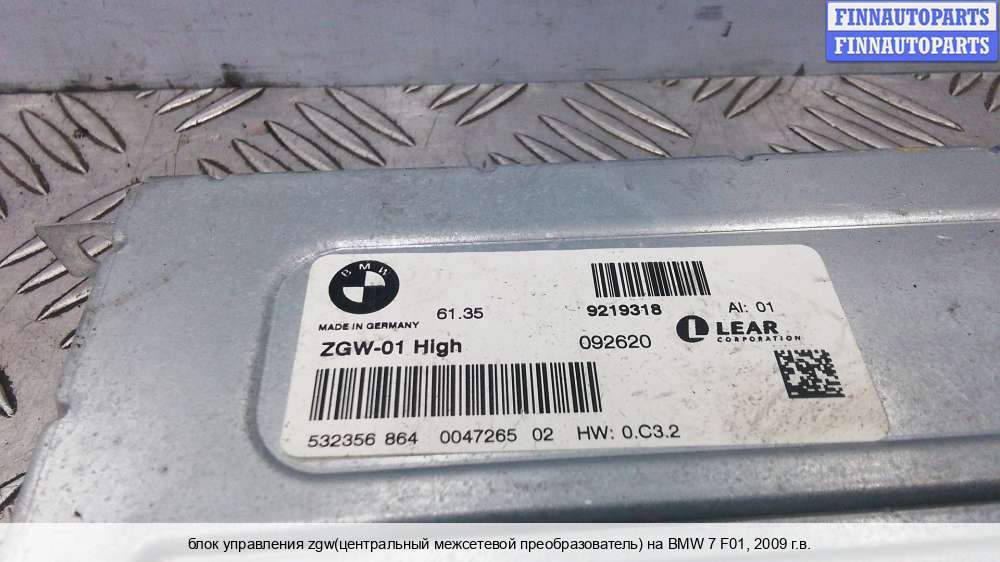 FINNAUTOPARTS
FINNAUTOPARTS
BMW
MADE IN GERMANY
61.35
9219318
AI: 01
ZGW-01 High
092620
LEAR
CORPORATION
532356 864 0047265 02 HW: 0.C3.2
блок управления zgw(центральный межсетевой преобразователь) на BMW 7 F01, 2009 г.в.